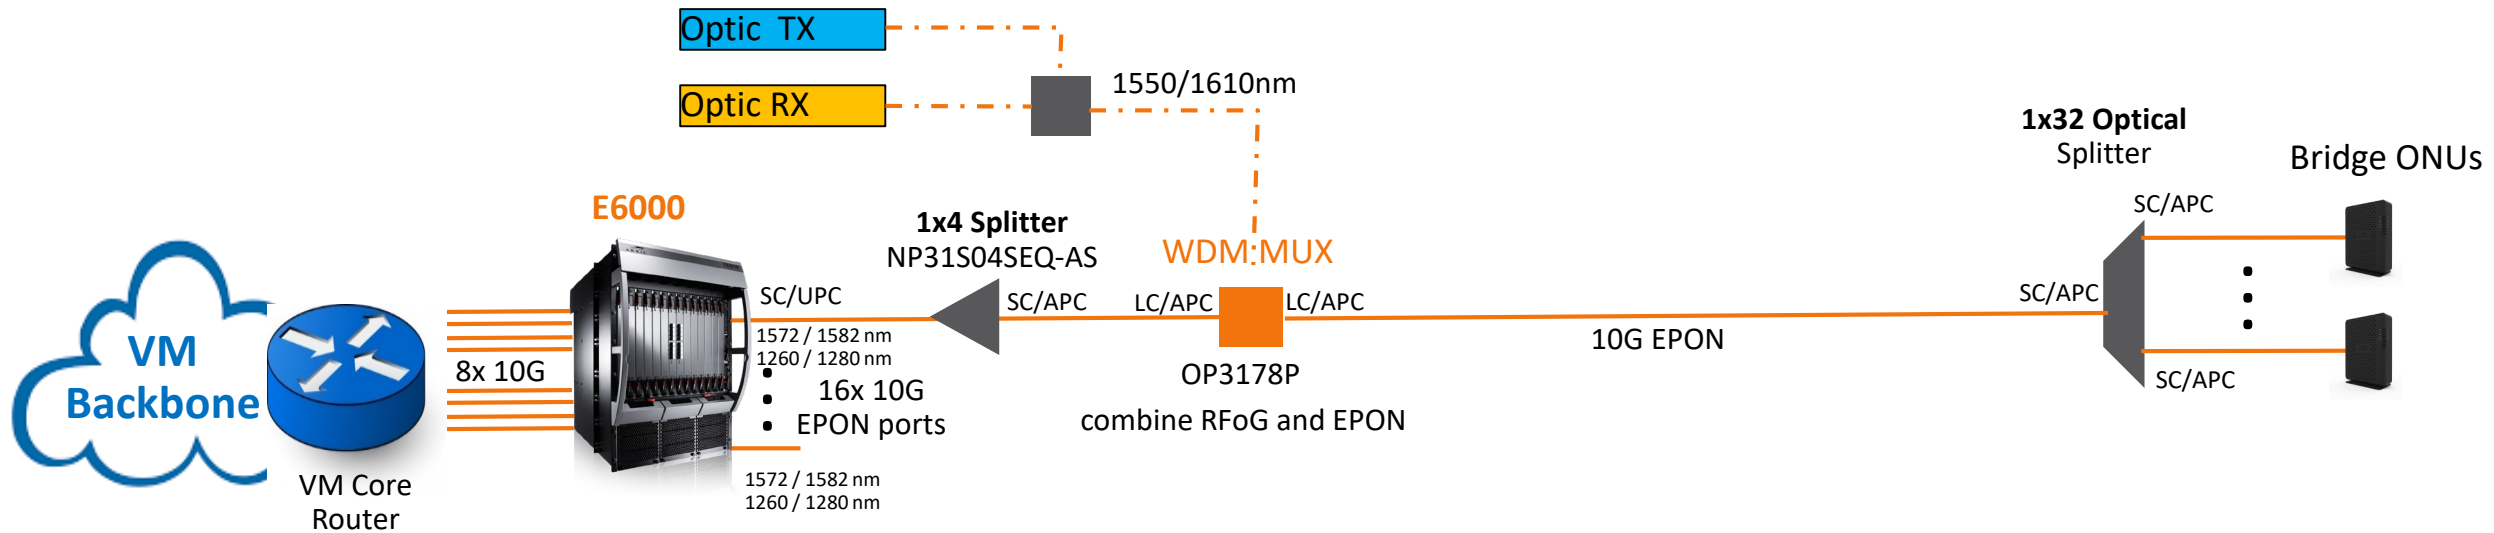 Optic TX
Optic RX
1550/1610nm
1x32 Optical
Splitter
Bridge ONUs
E6000
1x4 Splitter
NP31S04SEQ-AS
WDM MUX
SC/APC
VM
Backbone
VM Core
Router
8x 10G
SC/UPC
1572 / 1582 nm
1260 / 1280 nm
16x 10G
EPON ports
1572 / 1582 nm
1260 / 1280 nm
SC/APC
LC/APC
LC/APC
OP3178P
combine RFoG and EPON
10G EPON
SC/APC
SC/APC